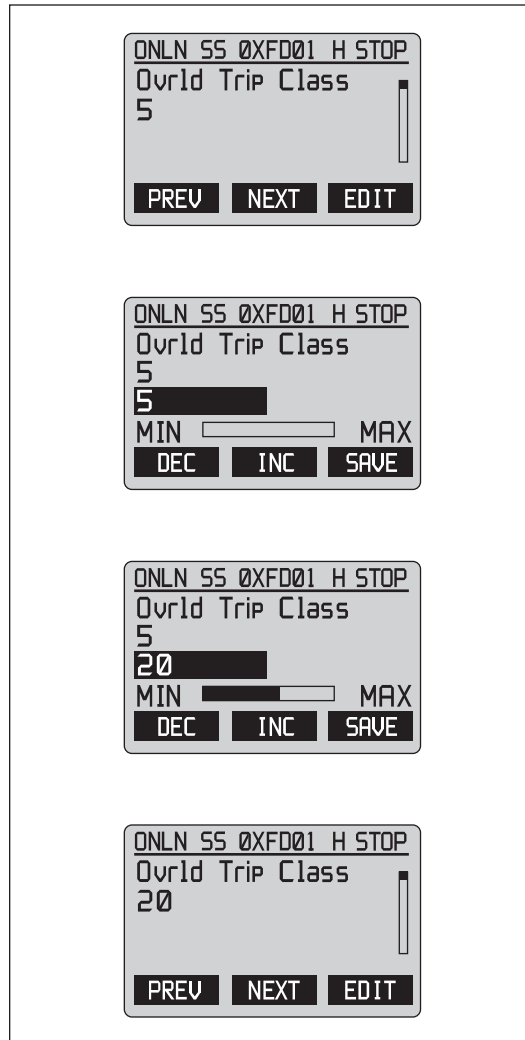 ONLN SS 0XFD01 H STOP
Ovrld Trip Class
5
PREV NEXT EDIT
ONLN SS 0XFD01 H STOP
Ovrld Trip Class
5
5
MIN MAX
DEC INC SAVE
ONLN SS 0XFD01 H STOP
Ovrld Trip Class
5
20
MIN MAX
DEC INC SAVE
ONLN SS 0XFD01 H STOP
Ovrld Trip Class
20
PREV NEXT EDIT